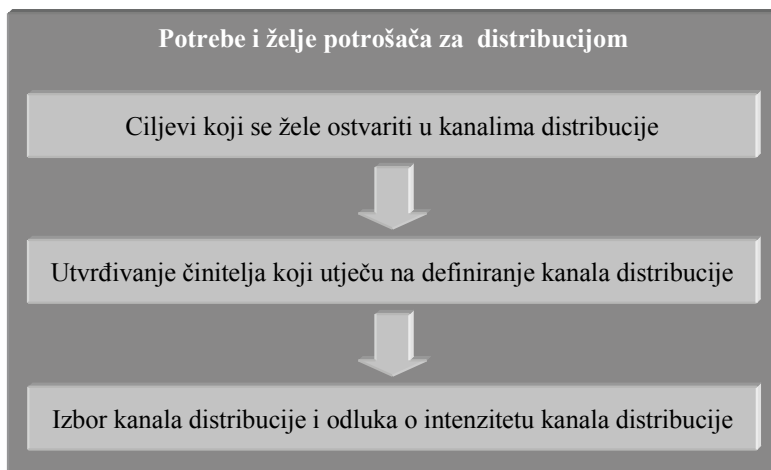 Potrebe i želje potrošača za distribucijom
Ciljevi koji se žele ostvariti u kanalima distribucije
Utvrđivanje činitelja koji utječu na definiranje kanala distribucije
Izbor kanala distribucije i odluka o intenzitetu kanala distribucije